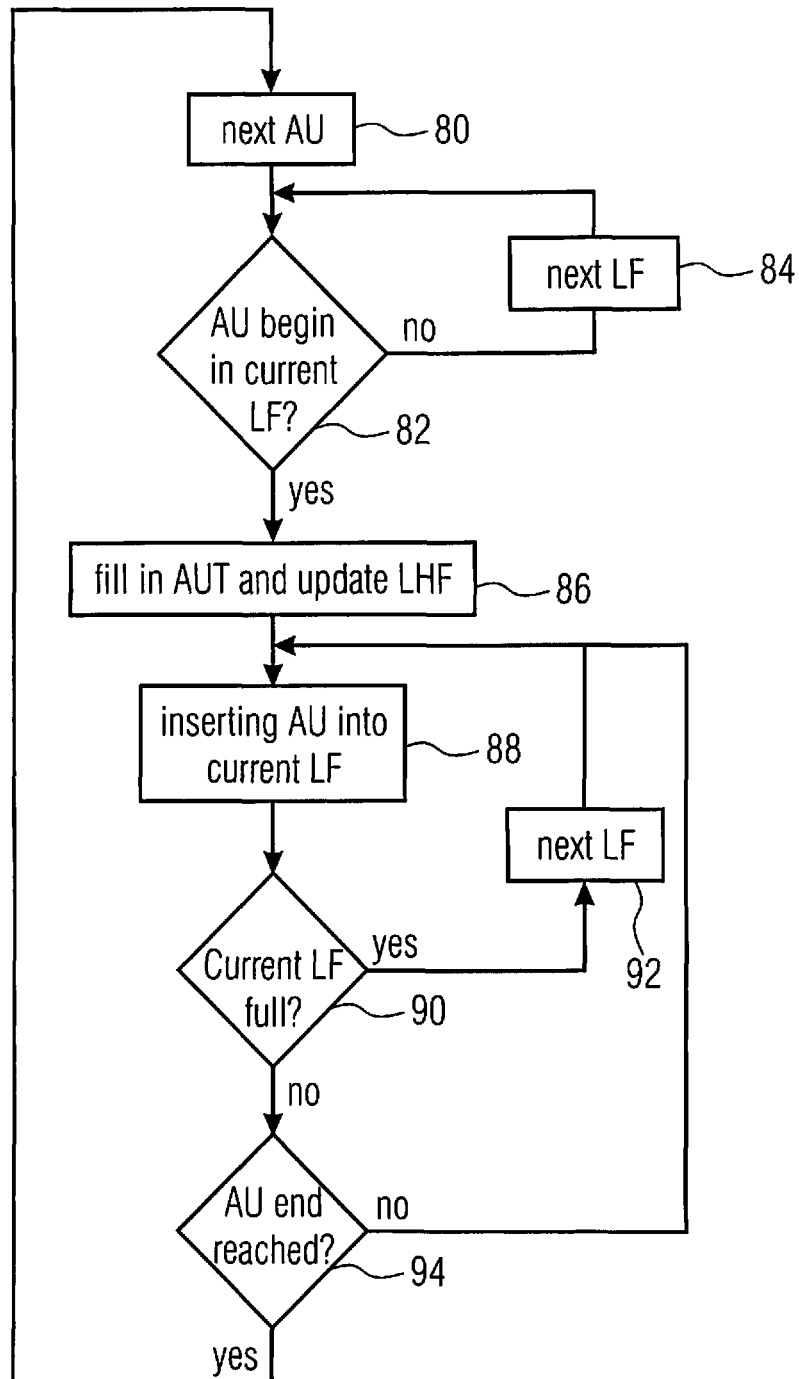 next AU
80
next LF
84
AU begin
in current
LF?
no
82
yes
fill in AUT and update LHF
86
inserting AU into
current LF
88
next LF
92
Current LF
full?
yes
90
no
AU end
reached?
no
94
yes